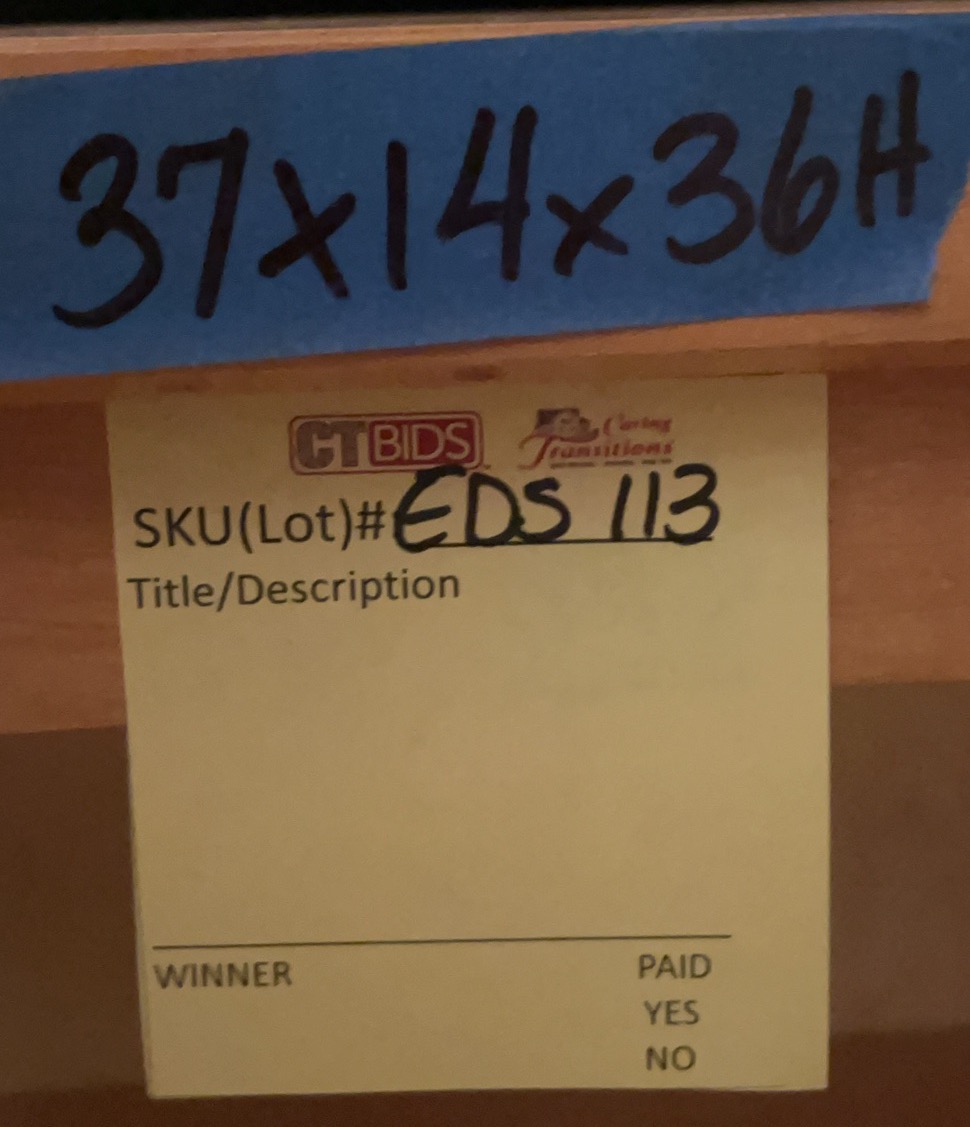 37x14x36H
CTBIDS Caring Transitions
SKU(Lot)# EDS 113
Title/Description
WINNER PAID
YES
NO